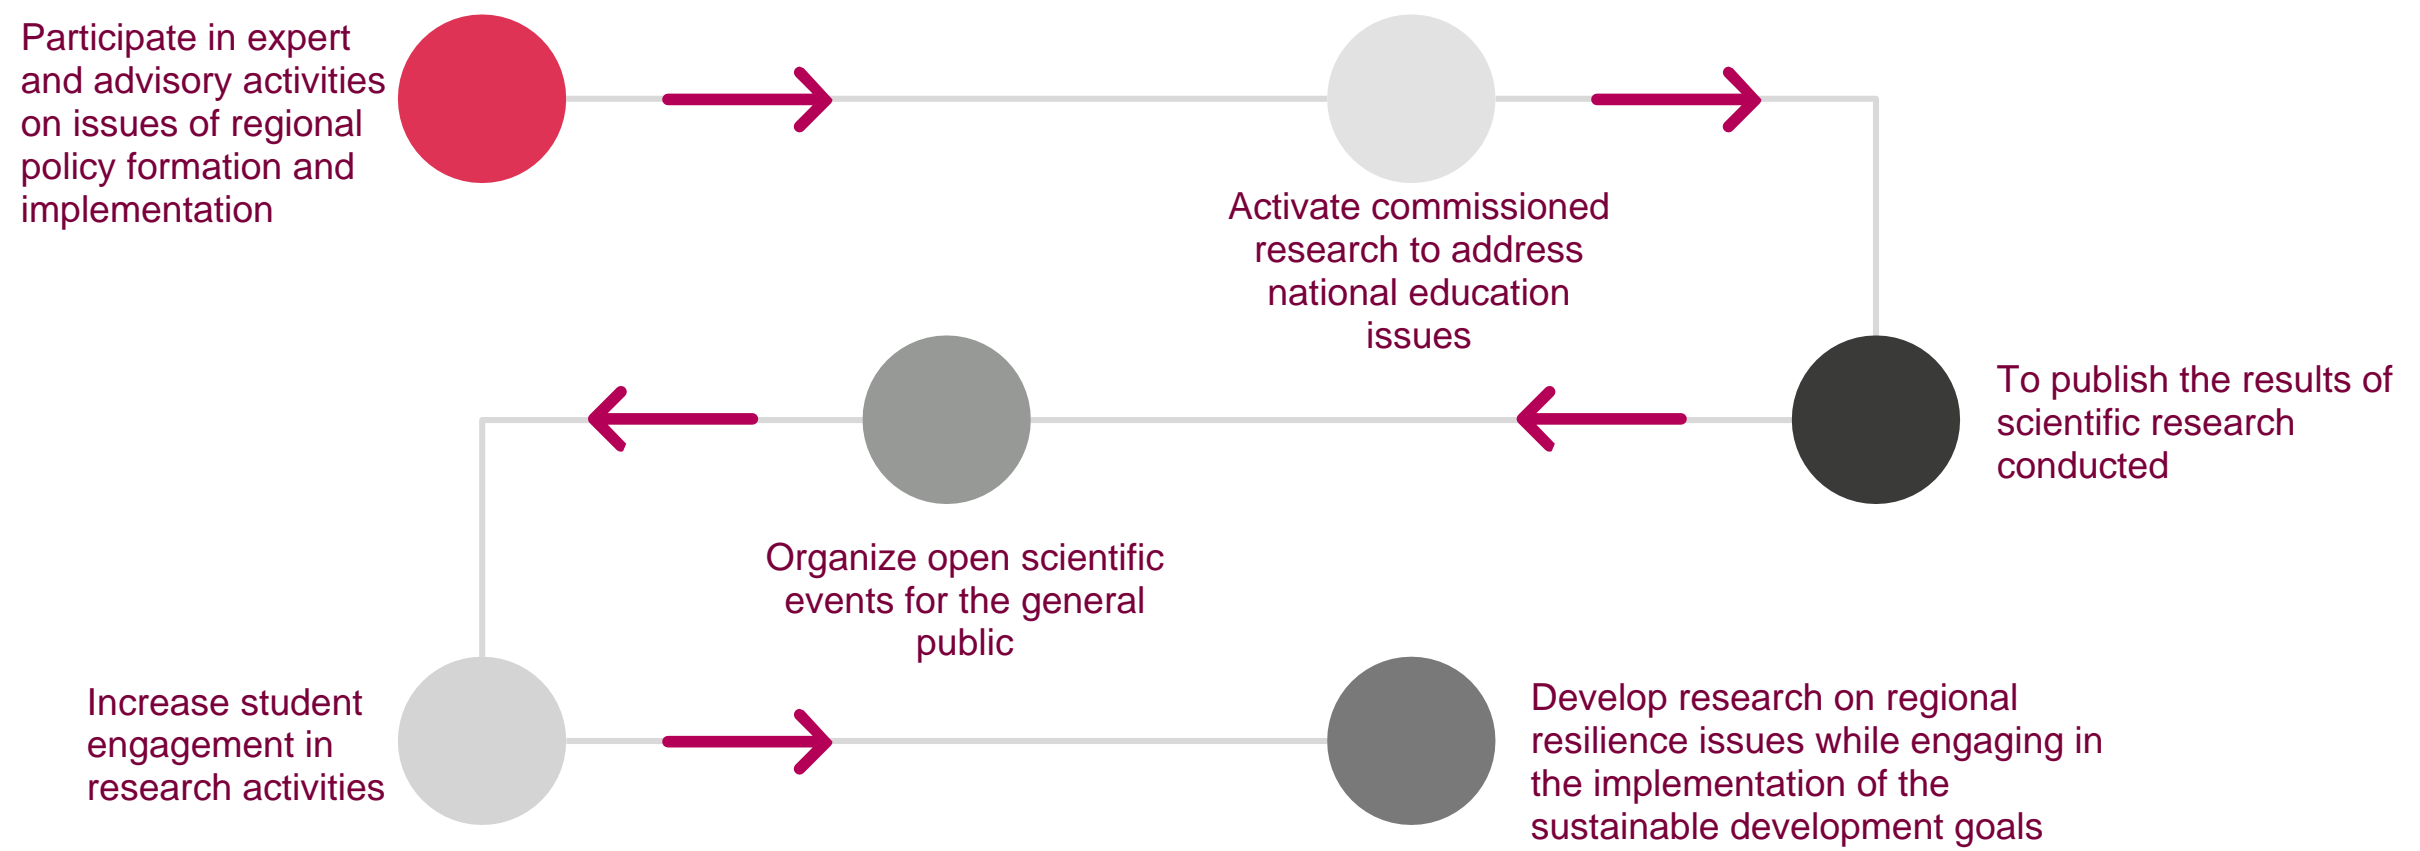 Participate in expert
and advisory activities
on issues of regional
policy formation and
implementation
Activate commissioned
research to address
national education
issues
To publish the results of
scientific research
conducted
Organize open scientific
events for the general
public
Increase student
engagement in
research activities
Develop research on regional
resilience issues while engaging in
the implementation of the
sustainable development goals